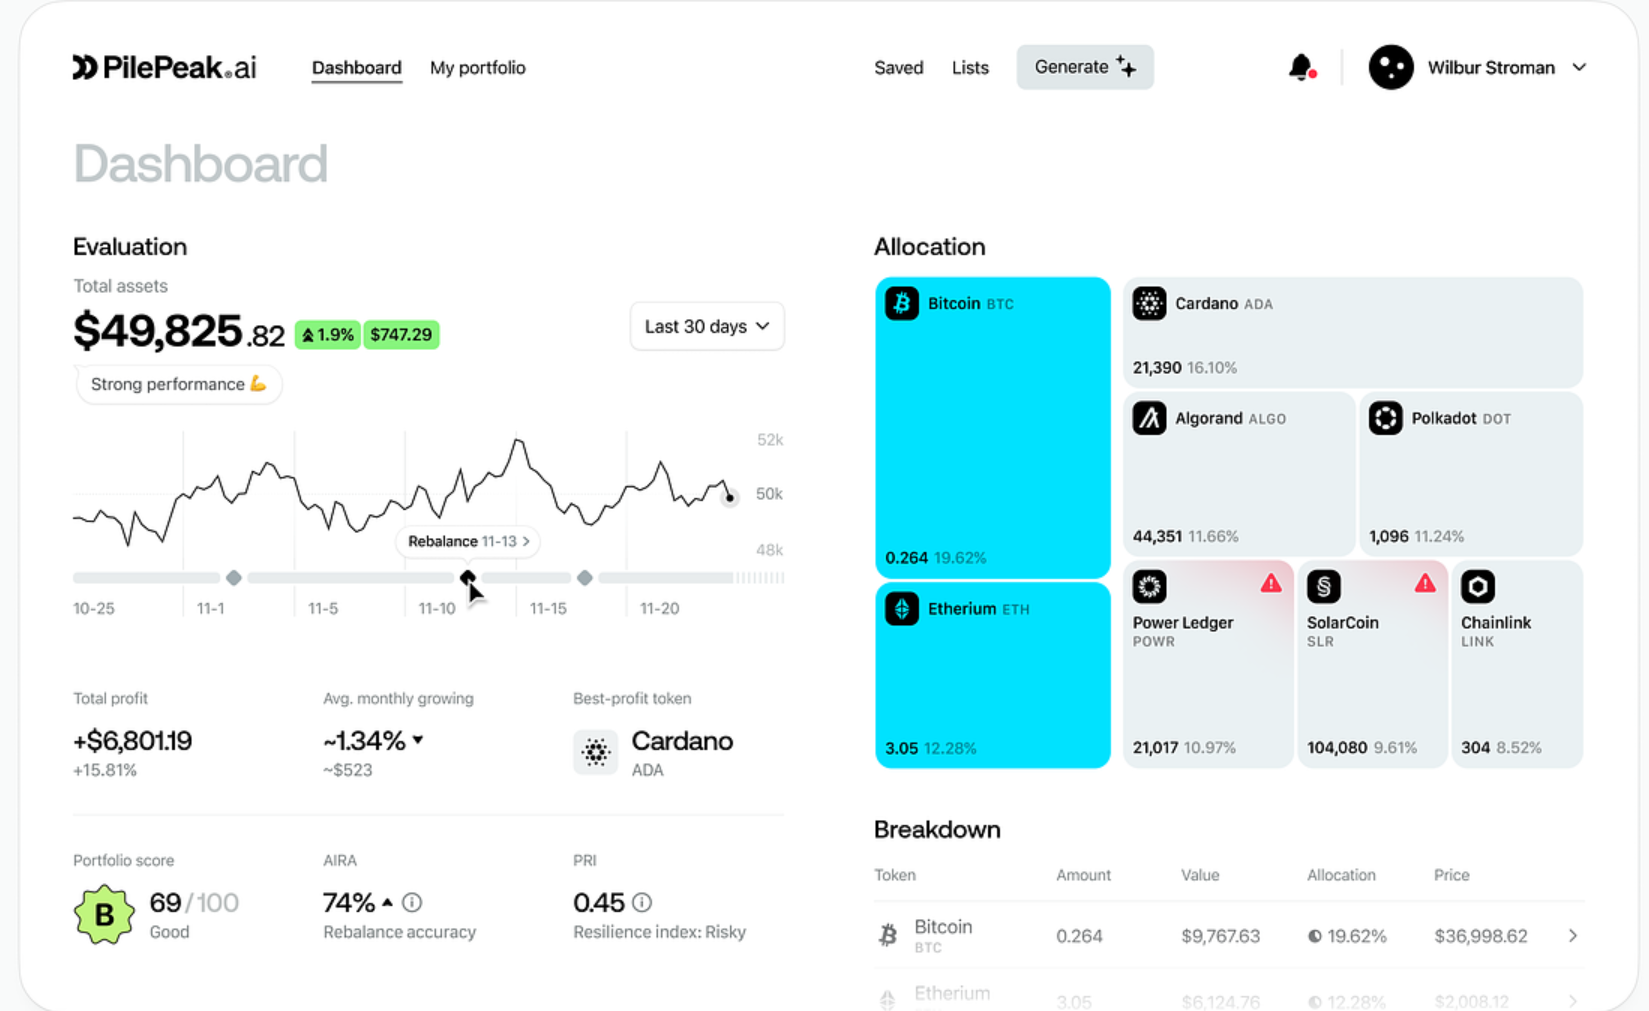 PilePeak.ai
Dashboard My portfolio Saved Lists Generate Wilbur Stroman
Dashboard
Evaluation
Total assets
$49,825.82 1.9% $747.29
Last 30 days
Strong performance 💪
52k
50k
48k
Rebalance 11-13 >
10-25 11-1 11-5 11-10 11-15 11-20
Total profit
+$6,801.19
+15.81%
Avg. monthly growing
~1.34%
~$523
Best-profit token
Cardano
ADA
Portfolio score
B 69/100
Good
AIRA
74%
Rebalance accuracy
PRI
0.45
Resilience index: Risky
Allocation
Bitcoin BTC
0.264 19.62%
Etherium ETH
3.05 12.28%
Cardano ADA
21,390 16.10%
Algorand ALGO
44,351 11.66%
Polkadot DOT
1,096 11.24%
Power Ledger
POWR
21,017 10.97%
SolarCoin
SLR
104,080 9.61%
Chainlink
LINK
304 8.52%
Breakdown
Token Amount Value Allocation Price
Bitcoin
BTC
0.264 $9,767.63 19.62% $36,998.62
Etherium
3.05 $6,124.76 12.28% $2,008.12